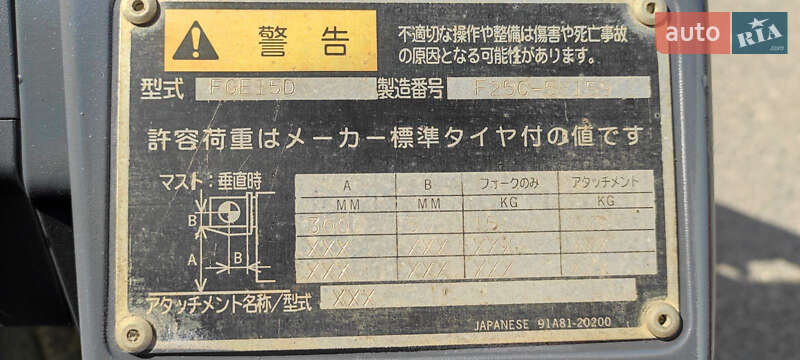 auto RIA .com
警告
不適切な操作や整備は傷害や死亡事故
の原因となる可能性があります。
型式 FGE15D 製造番号
許容荷重はメーカー標準タイヤ付の値です
マスト：垂直時
A B フォークのみ アタッチメント
MM MM KG KG
B
A
B
XXX XXX XXX
XXX XXX XXX XXX
アタッチメント名称/型式 XXX
JAPANESE 91A81-20200